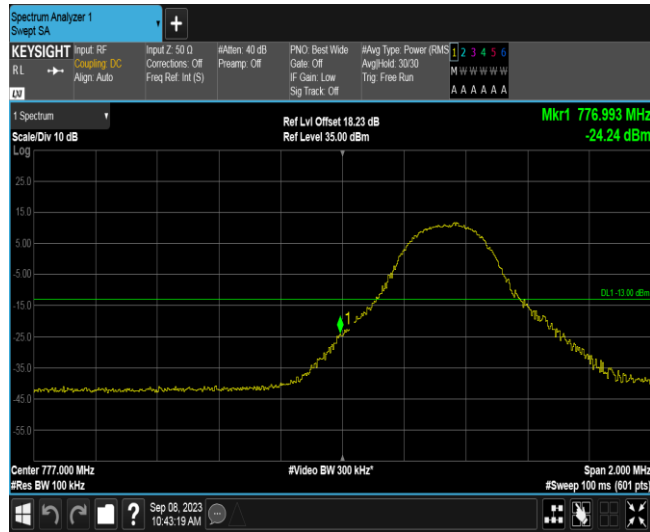 Spectrum Analyzer 1
Swept SA
+
KEYSIGHT
RL
LXI
Input: RF
Coupling: DC
Align: Auto
Input Z: 50 Ω
Corrections: Off
Freq Ref: Int (S)
#Atten: 40 dB
Preamp: Off
PNO: Best Wide
Gate: Off
IF Gain: Low
Sig Track: Off
#Avg Type: Power (RMS
Avg|Hold: 30/30
Trig: Free Run
1 2 3 4 5 6
M W W W W W
A A A A A A
1 Spectrum
Scale/Div 10 dB
Log
Ref Lvl Offset 18.23 dB
Ref Level 35.00 dBm
Mkr1 776.993 MHz
-24.24 dBm
25.0
15.0
5.00
-5.00
-15.0
-25.0
-35.0
-45.0
-55.0
DL1 -13.00 dBm
1
Center 777.000 MHz
#Res BW 100 kHz
#Video BW 300 kHz*
Span 2.000 MHz
#Sweep 100 ms (601 pts)
?
Sep 08, 2023
10:43:19 AM